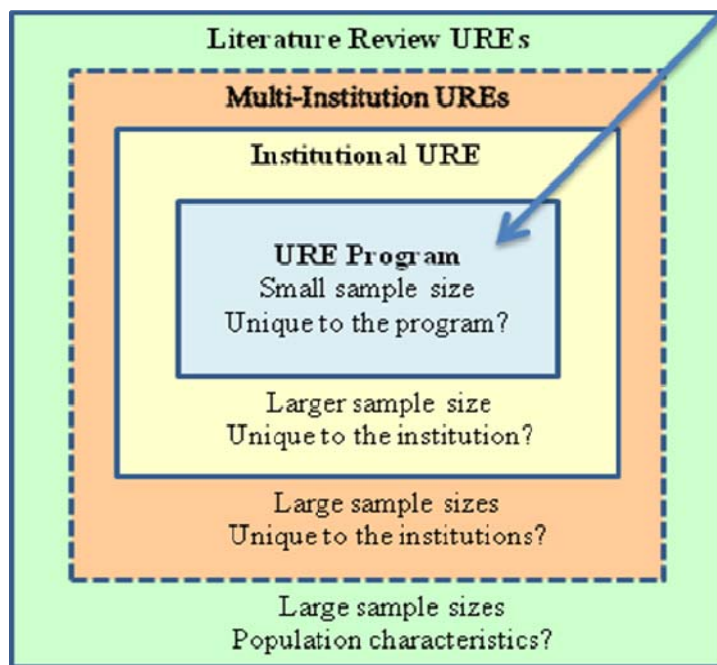 Literature Review UREs
Multi-Institution UREs
Institutional URE
URE Program
Small sample size
Unique to the program?
Larger sample size
Unique to the institution?
Large sample sizes
Unique to the institutions?
Large sample sizes
Population characteristics?